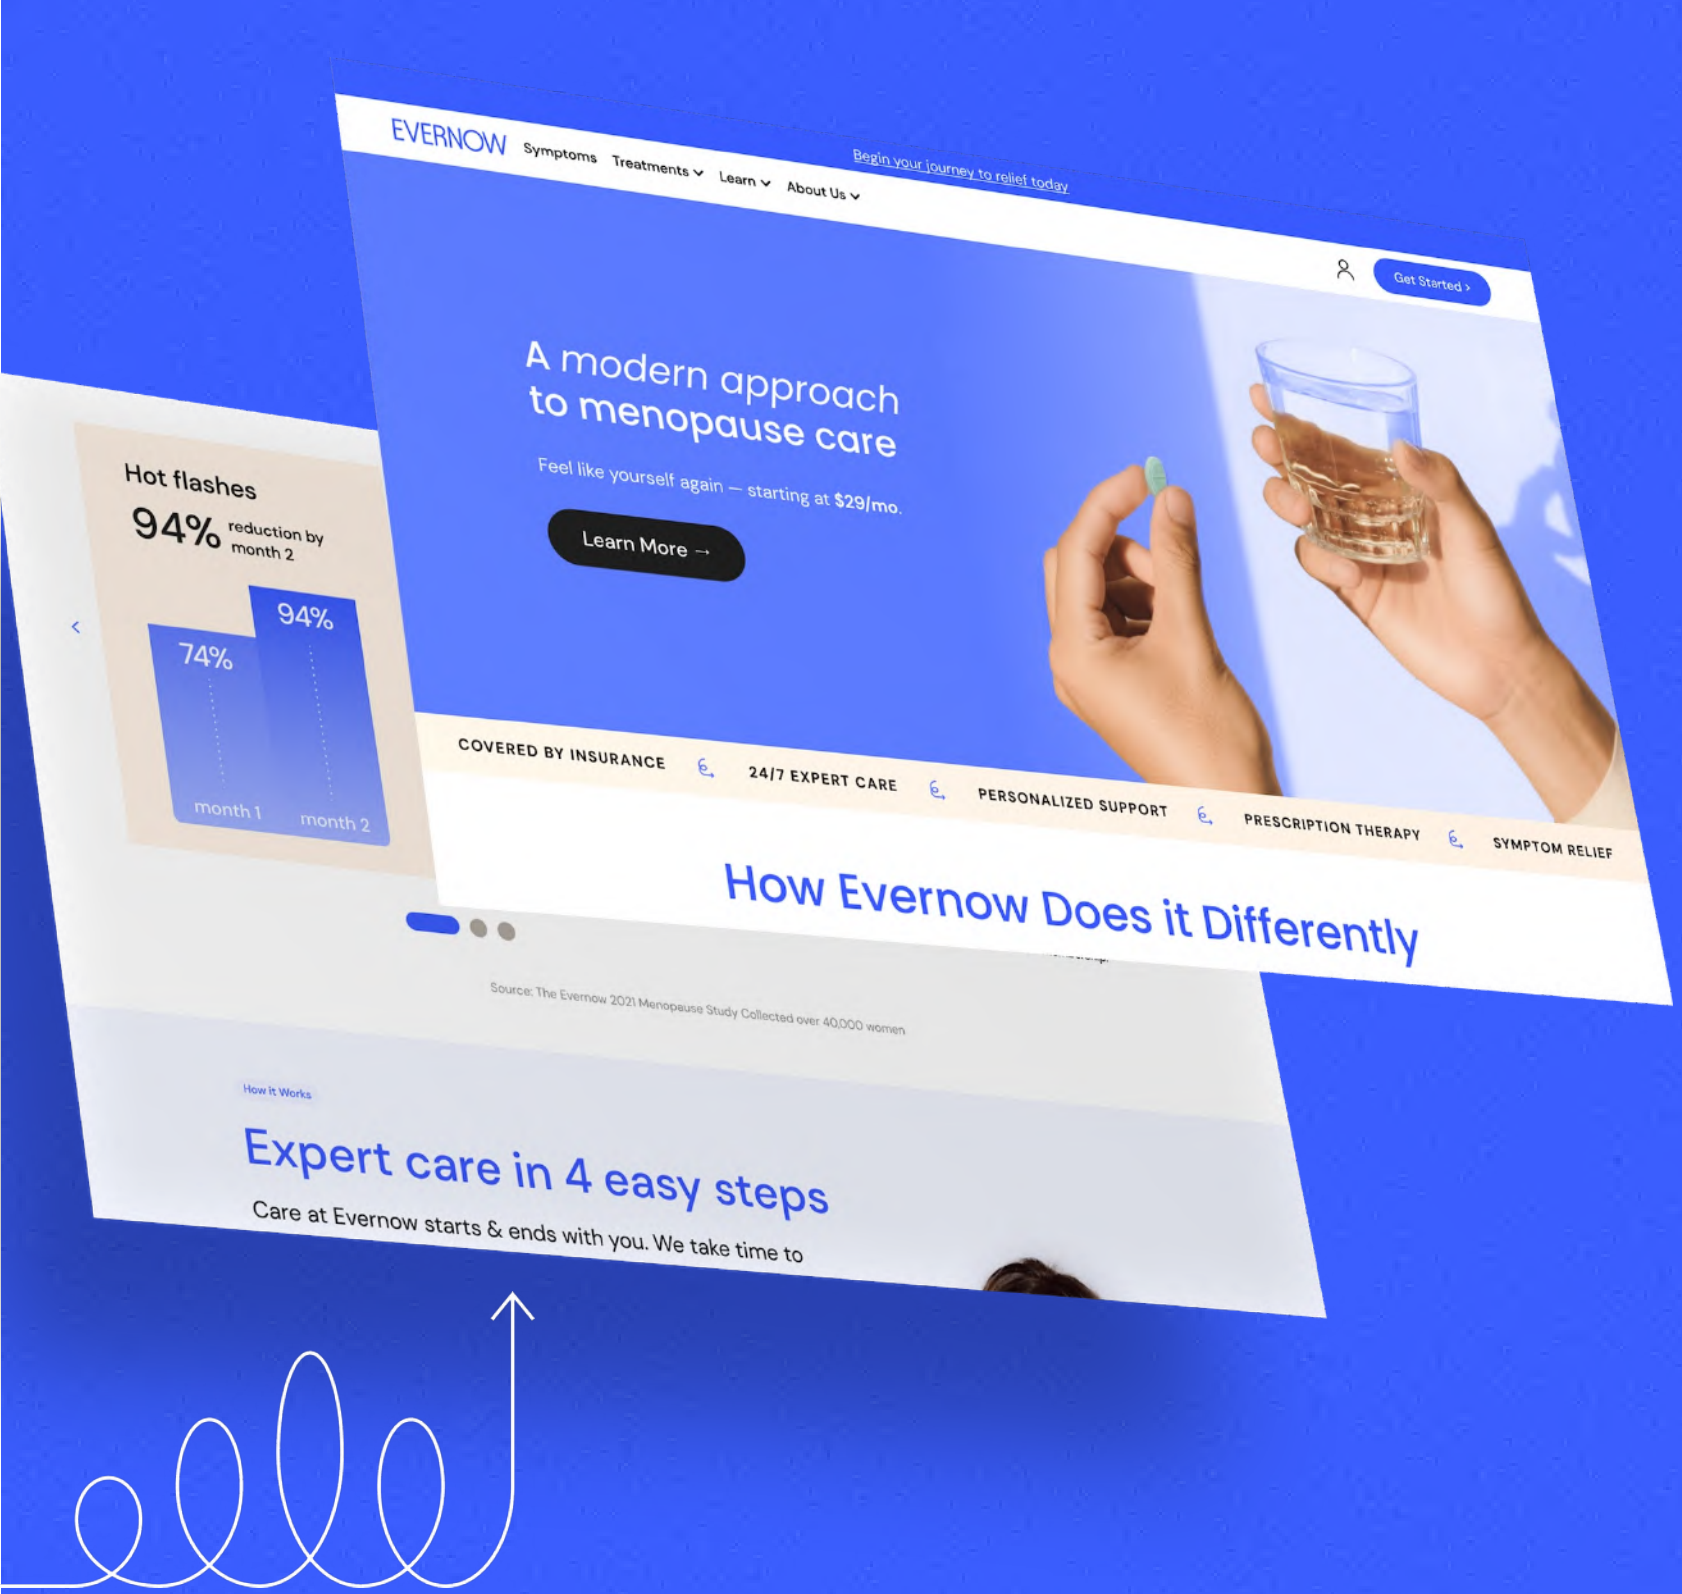 Begin your journey to relief today
EVERNOW
Symptoms
Treatments
Learn
About Us
Get Started >
A modern approach
to menopause care
Feel like yourself again — starting at $29/mo.
Learn More →
COVERED BY INSURANCE
24/7 EXPERT CARE
PERSONALIZED SUPPORT
PRESCRIPTION THERAPY
SYMPTOM RELIEF
How Evernow Does it Differently
Hot flashes
94%
reduction by
month 2
74%
94%
month 1
month 2
Source: The Evernow 2021 Menopause Study Collected over 40,000 women
How it Works
Expert care in 4 easy steps
Care at Evernow starts & ends with you. We take time to